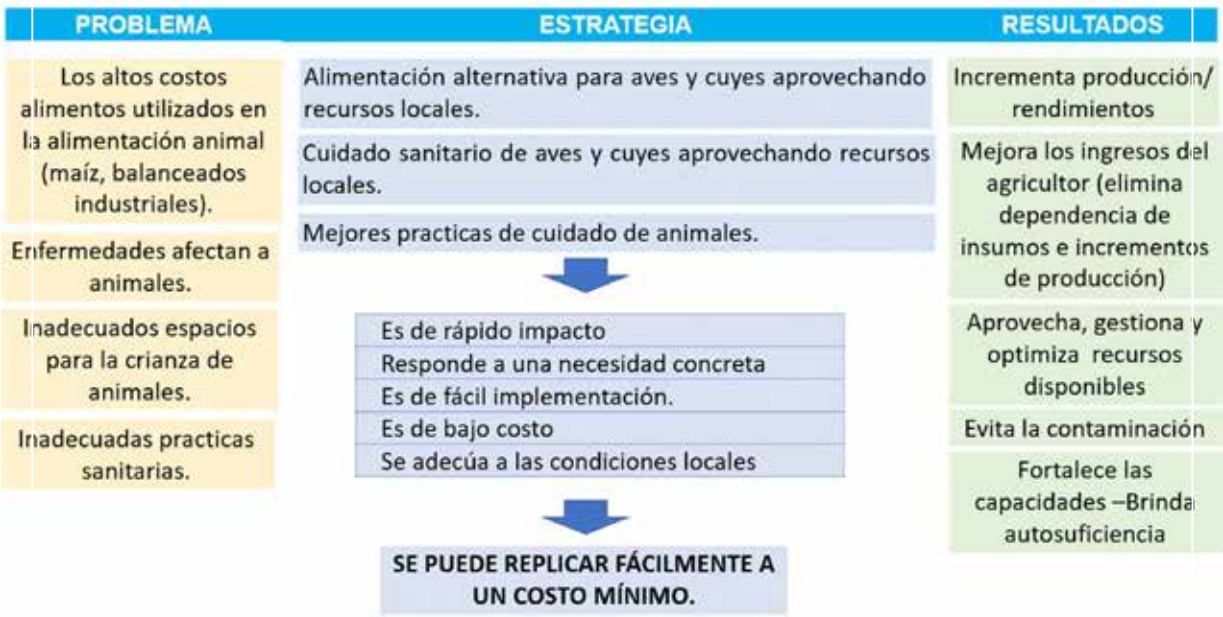 PROBLEMA
ESTRATEGIA
RESULTADOS
Los altos costos
alimentos utilizados en
la alimentación animal
(maíz, balanceados
industriales).
Enfermedades afectan a
animales.
Inadecuados espacios
para la crianza de
animales.
Inadecuadas practicas
sanitarias.
Alimentación alternativa para aves y cuyes aprovechando
recursos locales.
Cuidado sanitario de aves y cuyes aprovechando recursos
locales.
Mejores practicas de cuidado de animales.
Es de rápido impacto
Responde a una necesidad concreta
Es de fácil implementación.
Es de bajo costo
Se adecúa a las condiciones locales
SE PUEDE REPLICAR FÁCILMENTE A
UN COSTO MÍNIMO.
Incrementa producción/
rendimientos
Mejora los ingresos del
agricultor (elimina
dependencia de
insumos e incrementos
de producción)
Aprovecha, gestiona y
optimiza recursos
disponibles
Evita la contaminación
Fortalece las
capacidades –Brinda
autosuficiencia